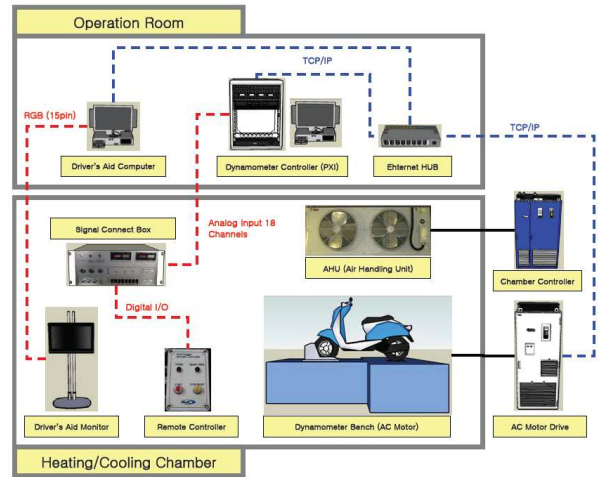 Operation Room
TCP/IP
RGB (15pin)
TCP/IP
Driver's Aid Computer
Dynamometer Controller (PXI)
Ehternet HUB
Signal Connect Box
Analog Input 18
Channels
AHU (Air Handling Unit)
Chamber Controller
Digital I/O
Driver's Aid Monitor
Remote Controller
Dynamometer Bench (AC Motor)
AC Motor Drive
Heating/Cooling Chamber